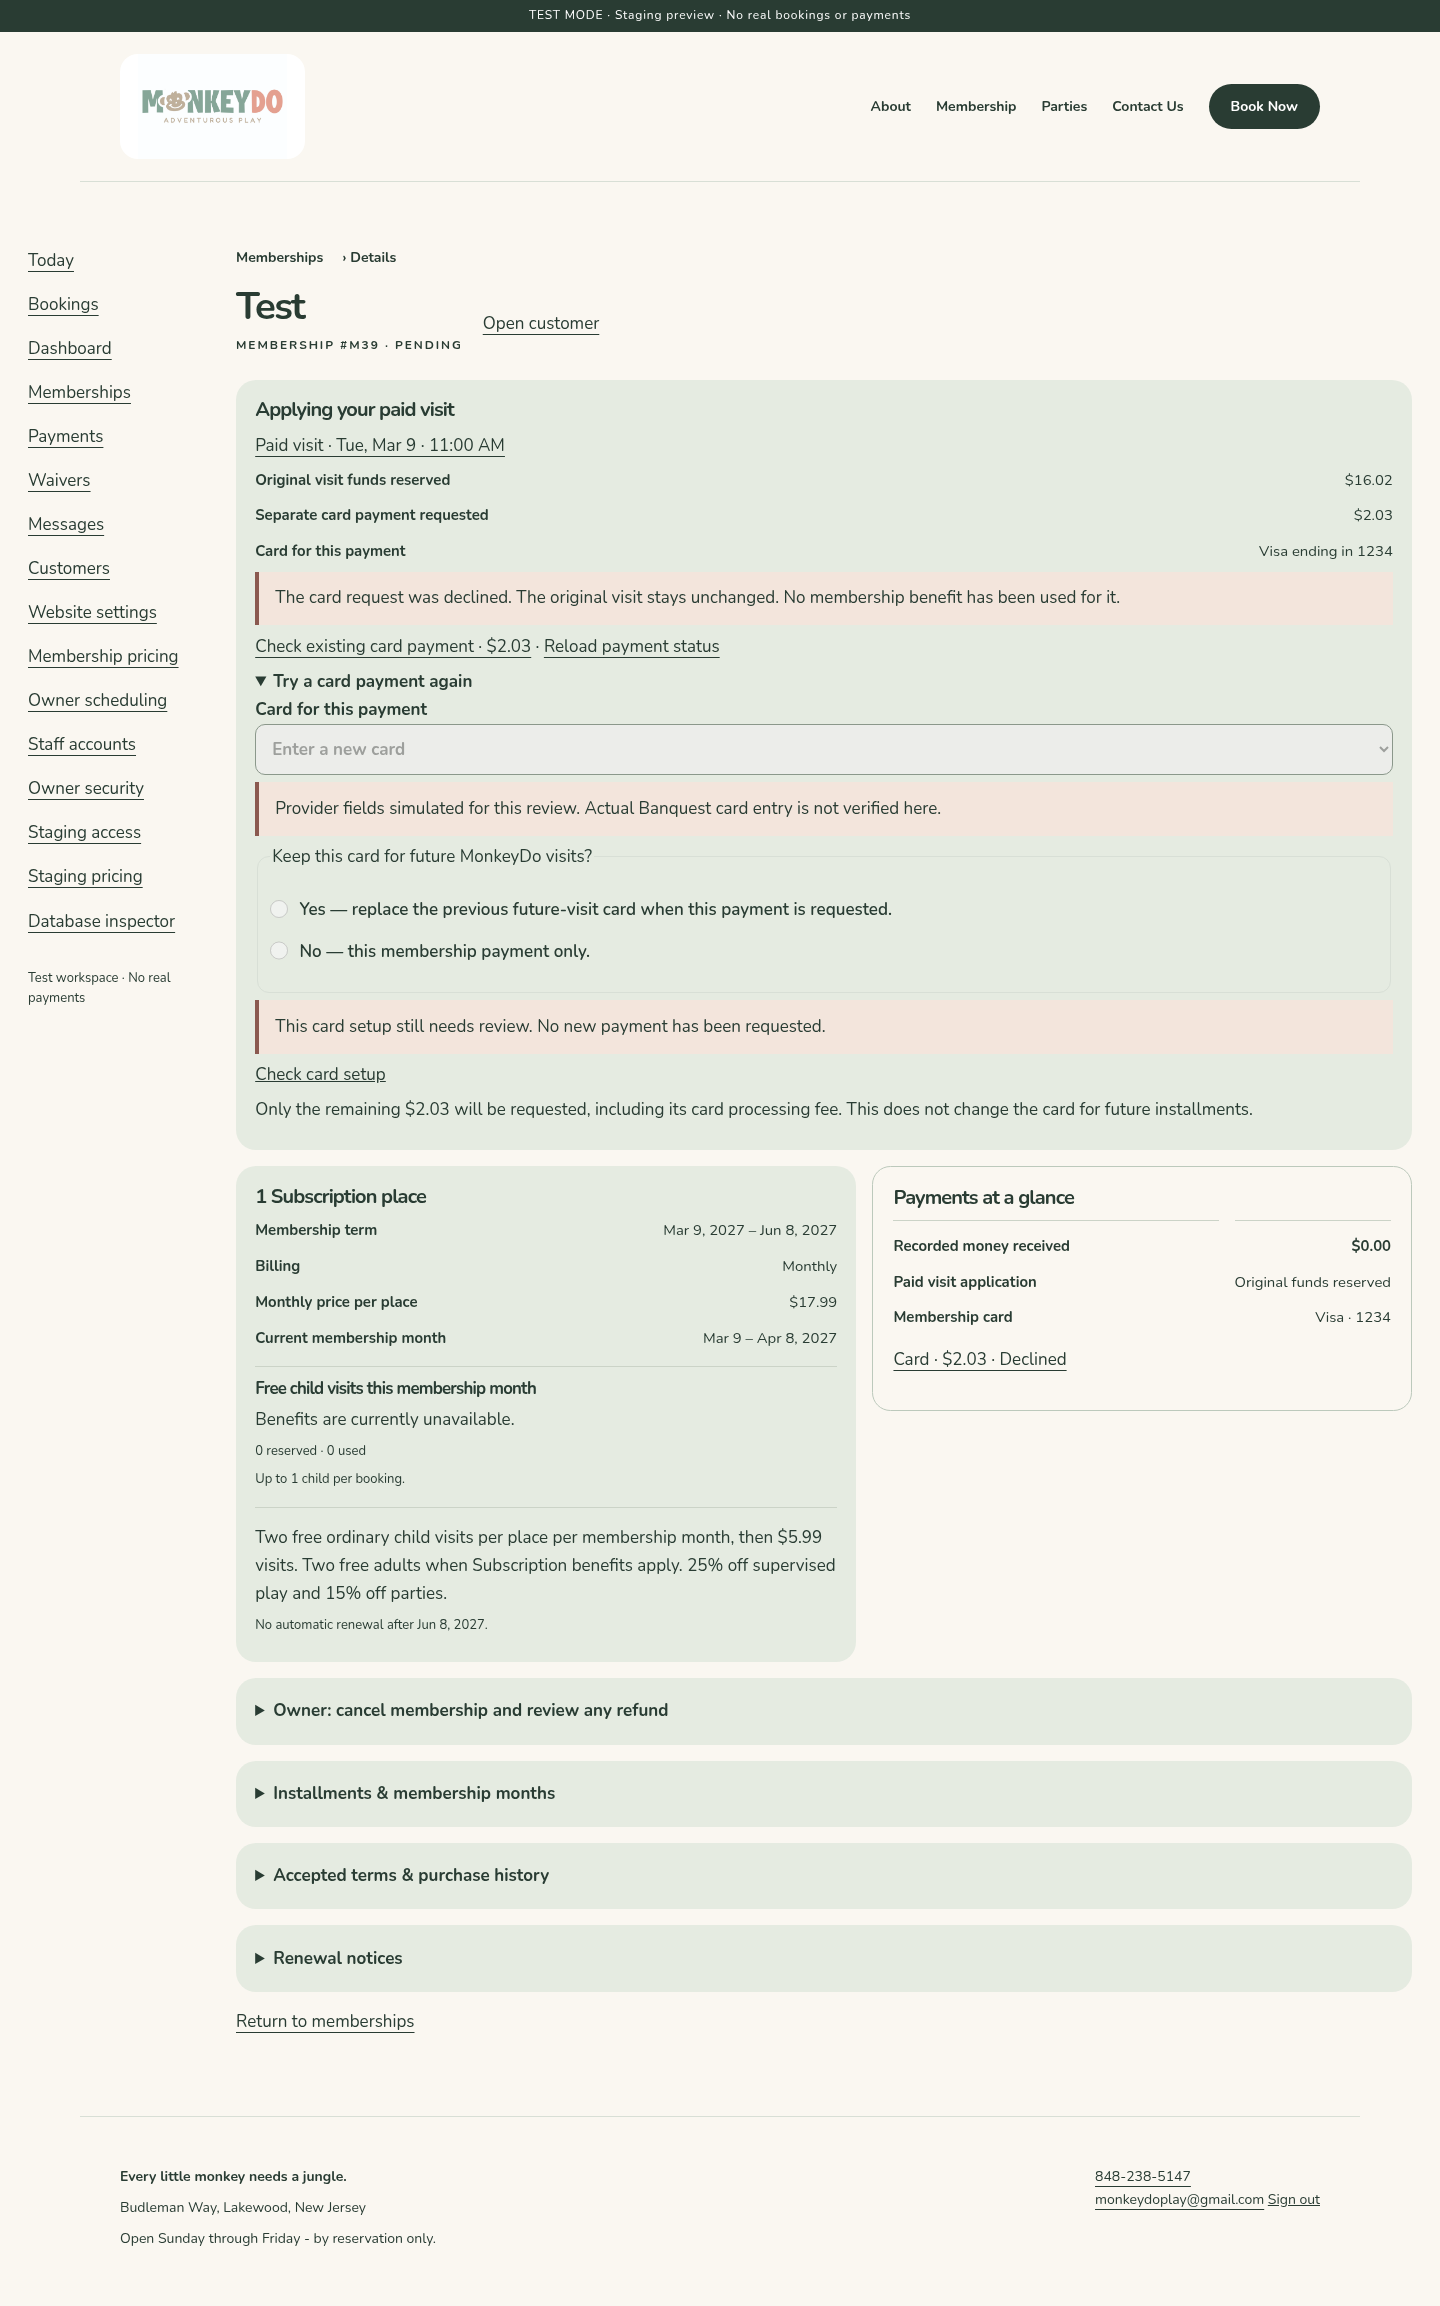 TEST MODE · Staging preview · No real bookings or payments
MONKEYDO
ADVENTUROUS PLAY
About
Membership
Parties
Contact Us
Book Now
Today
Bookings
Dashboard
Memberships
Payments
Waivers
Messages
Customers
Website settings
Membership pricing
Owner scheduling
Staff accounts
Owner security
Staging access
Staging pricing
Database inspector
Test workspace · No real
payments
Memberships › Details
Test
MEMBERSHIP #M39 · PENDING
Open customer
Applying your paid visit
Paid visit · Tue, Mar 9 · 11:00 AM
Original visit funds reserved $16.02
Separate card payment requested $2.03
Card for this payment Visa ending in 1234
The card request was declined. The original visit stays unchanged. No membership benefit has been used for it.
Check existing card payment · $2.03 · Reload payment status
▼ Try a card payment again
Card for this payment
Enter a new card
Provider fields simulated for this review. Actual Banquest card entry is not verified here.
Keep this card for future MonkeyDo visits?
Yes — replace the previous future-visit card when this payment is requested.
No — this membership payment only.
This card setup still needs review. No new payment has been requested.
Check card setup
Only the remaining $2.03 will be requested, including its card processing fee. This does not change the card for future installments.
1 Subscription place
Membership term Mar 9, 2027 – Jun 8, 2027
Billing Monthly
Monthly price per place $17.99
Current membership month Mar 9 – Apr 8, 2027
Free child visits this membership month
Benefits are currently unavailable.
0 reserved · 0 used
Up to 1 child per booking.
Two free ordinary child visits per place per membership month, then $5.99
visits. Two free adults when Subscription benefits apply. 25% off supervised
play and 15% off parties.
No automatic renewal after Jun 8, 2027.
Payments at a glance
Recorded money received $0.00
Paid visit application Original funds reserved
Membership card Visa · 1234
Card · $2.03 · Declined
▶ Owner: cancel membership and review any refund
▶ Installments & membership months
▶ Accepted terms & purchase history
▶ Renewal notices
Return to memberships
Every little monkey needs a jungle.
Budleman Way, Lakewood, New Jersey
Open Sunday through Friday - by reservation only.
848-238-5147
monkeydoplay@gmail.com Sign out